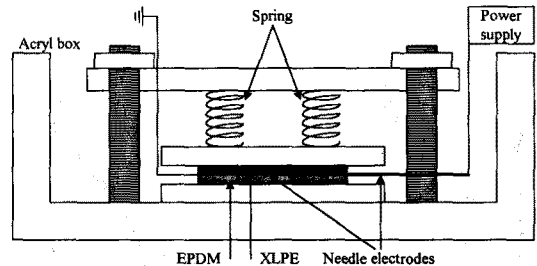 Spring
Power
supply
Acryl box
EPDM
XLPE
Needle electrodes